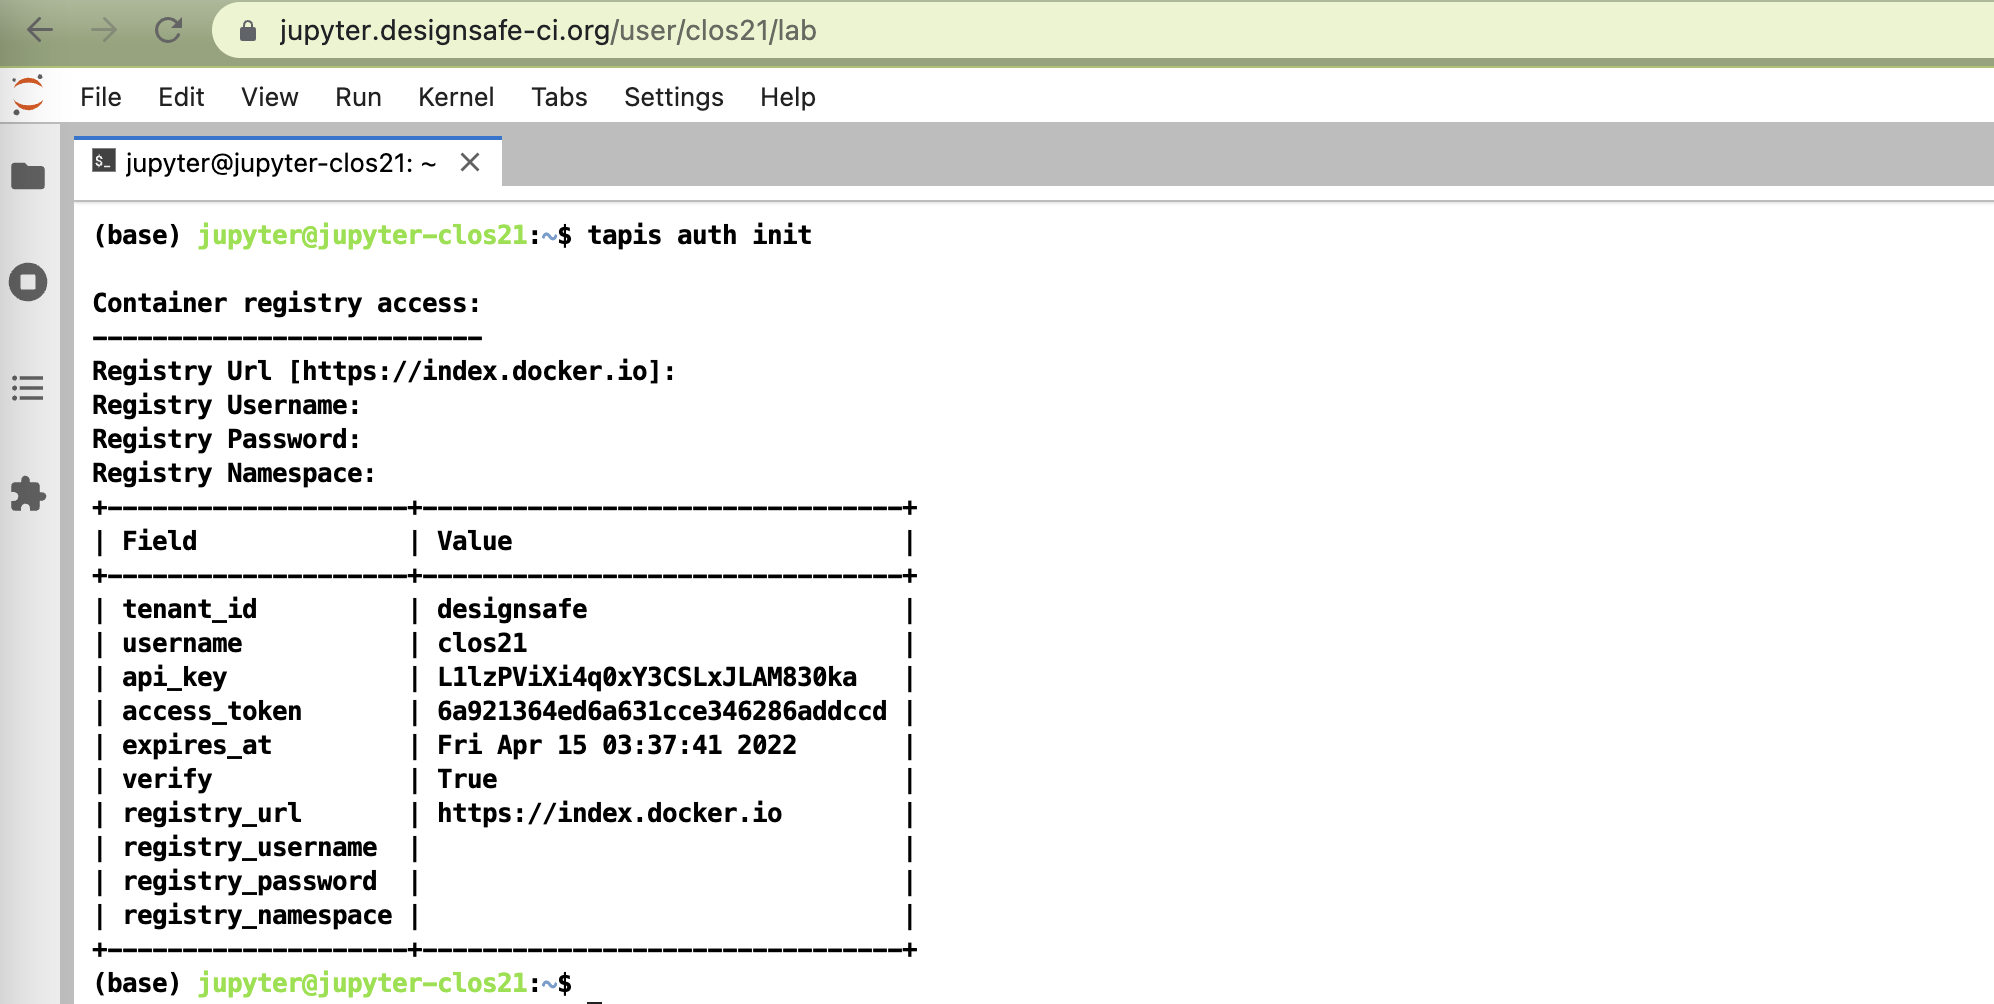 jupyter.designsafe-ci.org/user/clos21/lab
File Edit View Run Kernel Tabs Settings Help
$_ jupyter@jupyter-clos21: ~
(base) jupyter@jupyter-clos21:~$ tapis auth init
Container registry access:
--------------------------
Registry Url [https://index.docker.io]:
Registry Username:
Registry Password:
Registry Namespace:
+--------------------+--------------------------------+
| Field              | Value                          |
+--------------------+--------------------------------+
| tenant_id          | designsafe                     |
| username           | clos21                         |
| api_key            | L1lzPViXi4q0xY3CSLxJLAM830ka   |
| access_token       | 6a921364ed6a631cce346286addccd |
| expires_at         | Fri Apr 15 03:37:41 2022       |
| verify             | True                           |
| registry_url       | https://index.docker.io        |
| registry_username  |                                |
| registry_password  |                                |
| registry_namespace |                                |
+--------------------+--------------------------------+
(base) jupyter@jupyter-clos21:~$